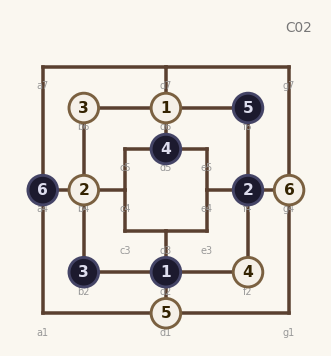 C02
a7 d7 g7
3 1 5
b6 d6 f6
4
c5 d5 e5
6 2 2 6
a4 b4 c4 e4 f4 g4
c3 d3 e3
3 1 4
b2 d2 f2
5
a1 d1 g1